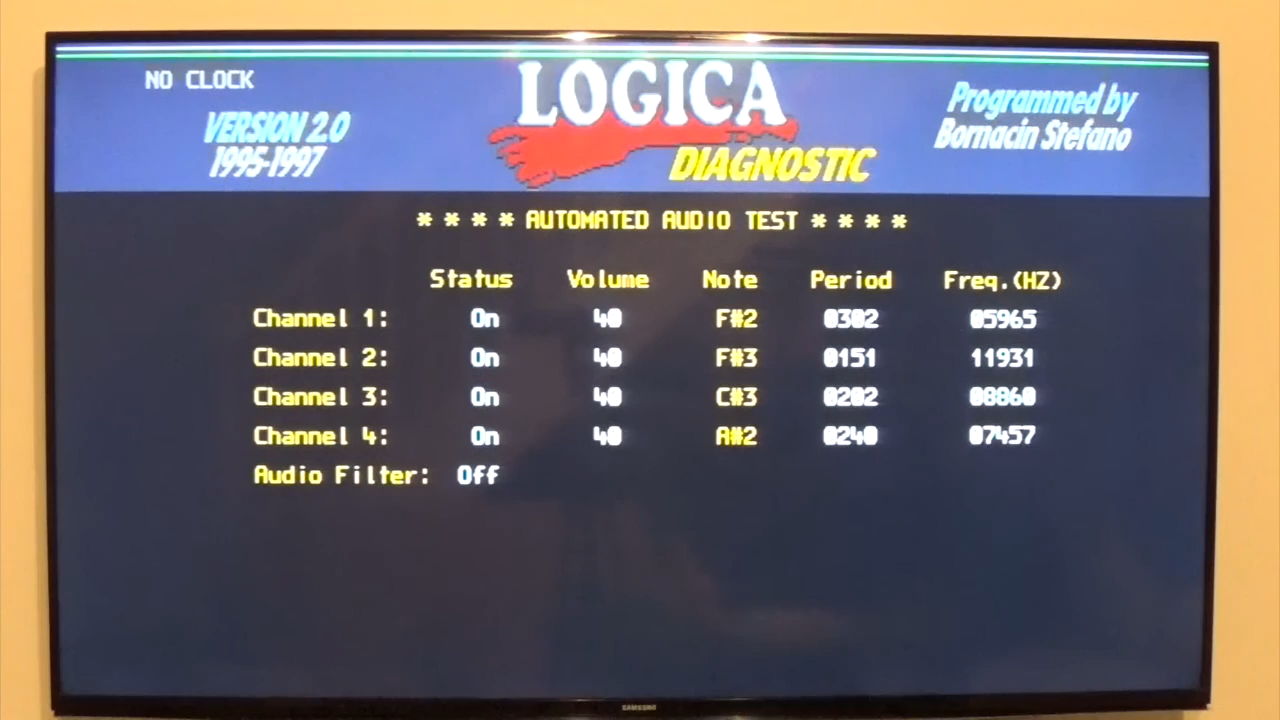 NO CLOCK
VERSION 2.0
1995-1997
LOGICA
DIAGNOSTIC
Programmed by
Bornacin Stefano
* * * * AUTOMATED AUDIO TEST * * * *
Status Volume Note Period Freq.(HZ)
Channel 1: On 40 F#2 0302 05965
Channel 2: On 40 F#3 0151 11931
Channel 3: On 40 C#3 0202 08860
Channel 4: On 40 A#2 0240 07457
Audio Filter: Off
SAMSUNG